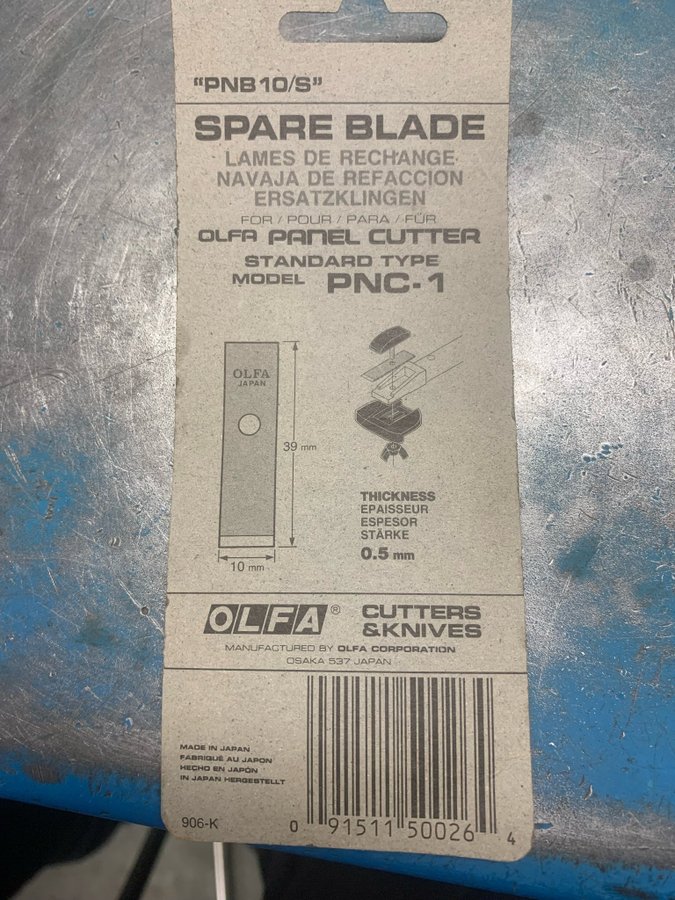 "PNB10/S"
SPARE BLADE
LAMES DE RECHANGE
NAVAJA DE REFACCION
ERSATZKLINGEN
FOR / POUR / PARA / FÜR
OLFA PANEL CUTTER
STANDARD TYPE
MODEL PNC-1
OLFA
JAPAN
39 mm
10 mm
THICKNESS
EPAISSEUR
ESPESOR
STÄRKE
0.5 mm
OLFA® CUTTERS
&KNIVES
MANUFACTURED BY OLFA CORPORATION
OSAKA 537 JAPAN
MADE IN JAPAN
FABRIQUÉ AU JAPON
HECHO EN JAPÓN
IN JAPAN HERGESTELLT
906-K
0 91511 50026 4